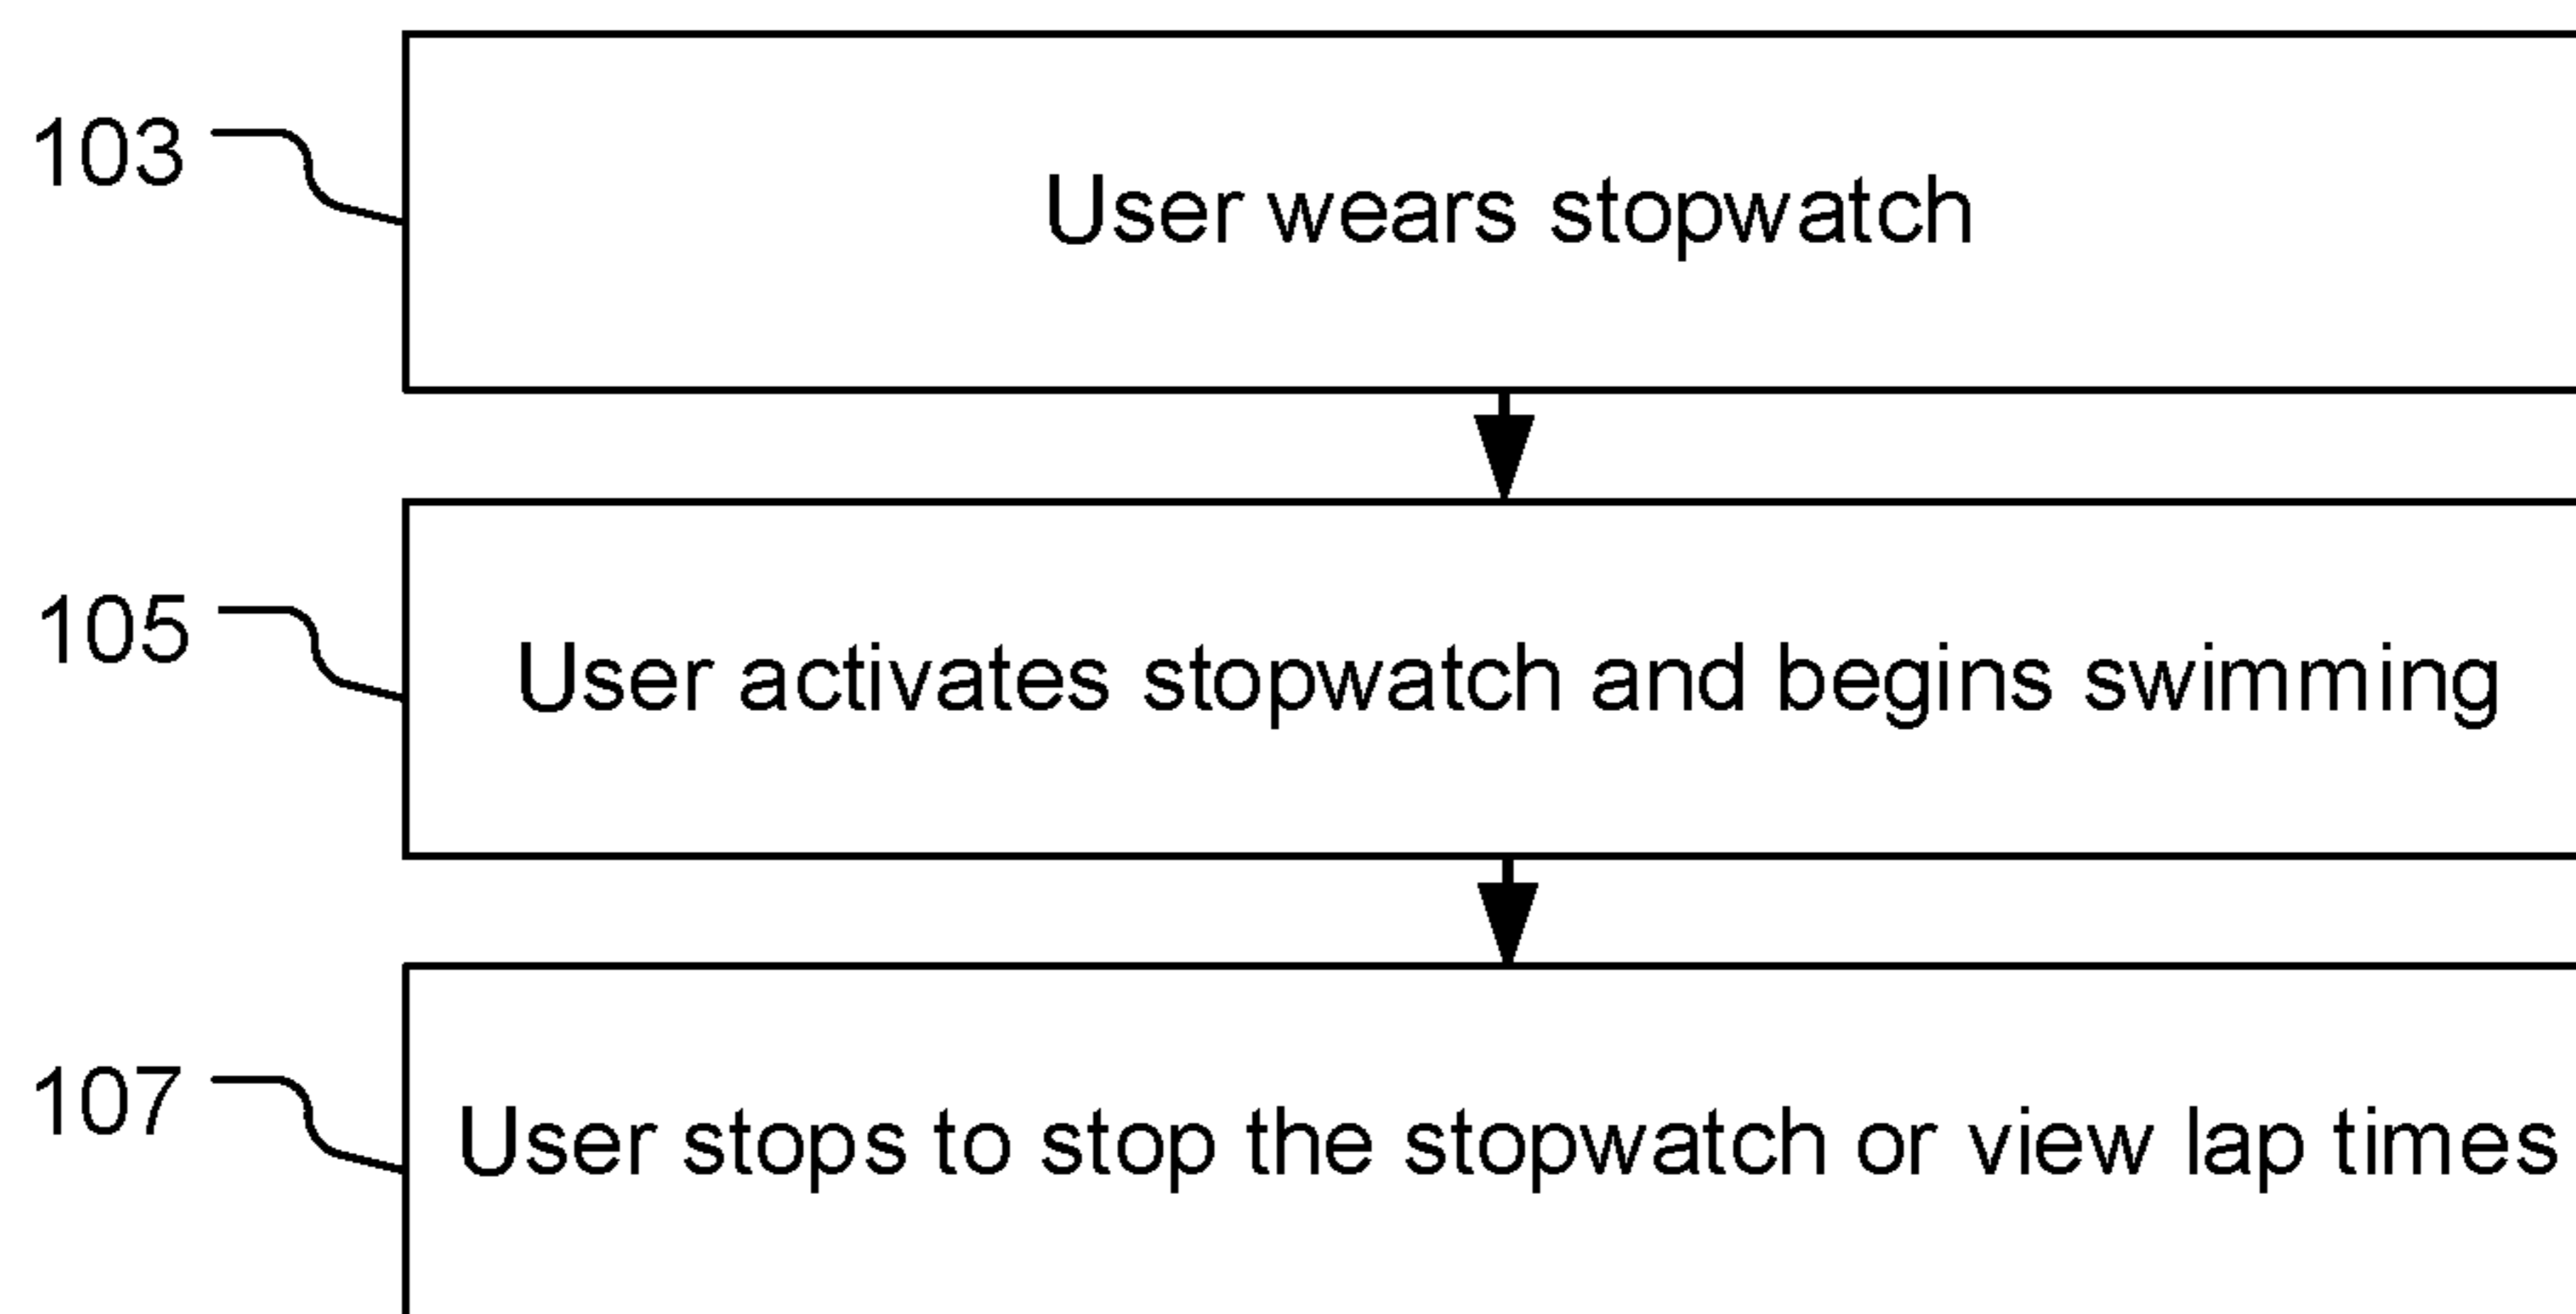 103
User wears stopwatch
105
User activates stopwatch and begins swimming
107
User stops to stop the stopwatch or view lap times